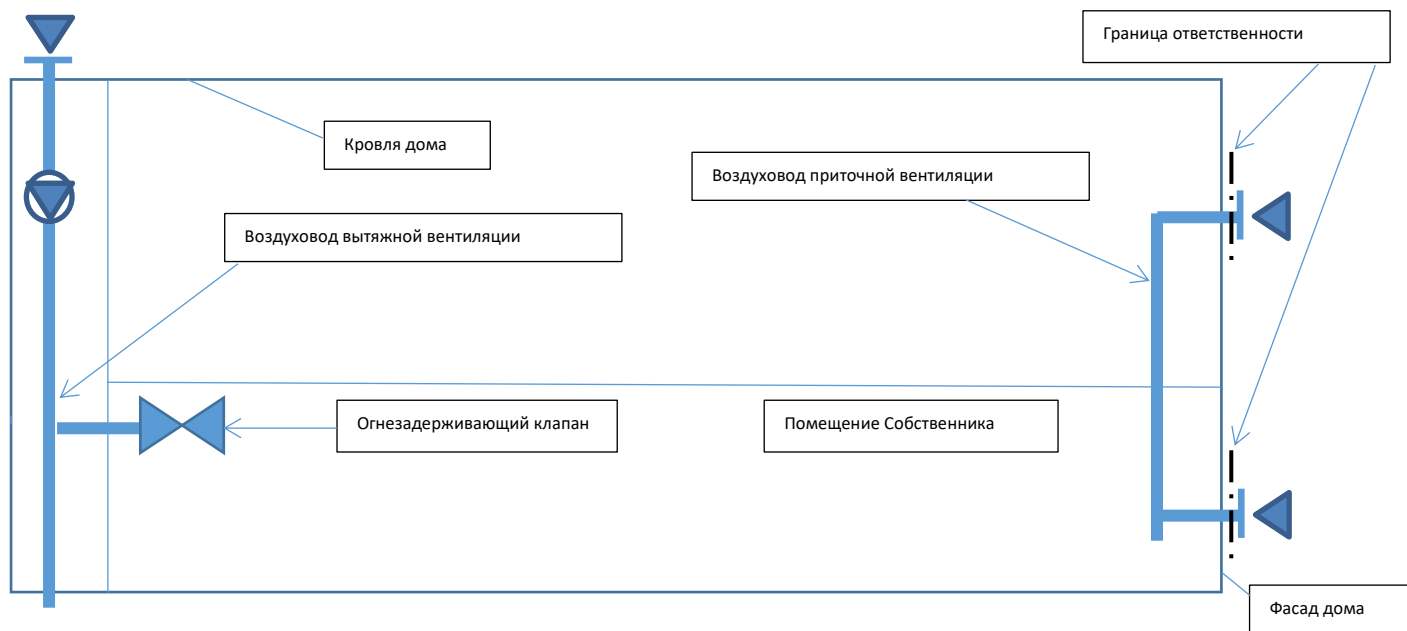 Граница ответственности
Кровля дома
Воздуховод приточной вентиляции
Воздуховод вытяжной вентиляции
Огнезадерживающий клапан
Помещение Собственника
Фасад дома